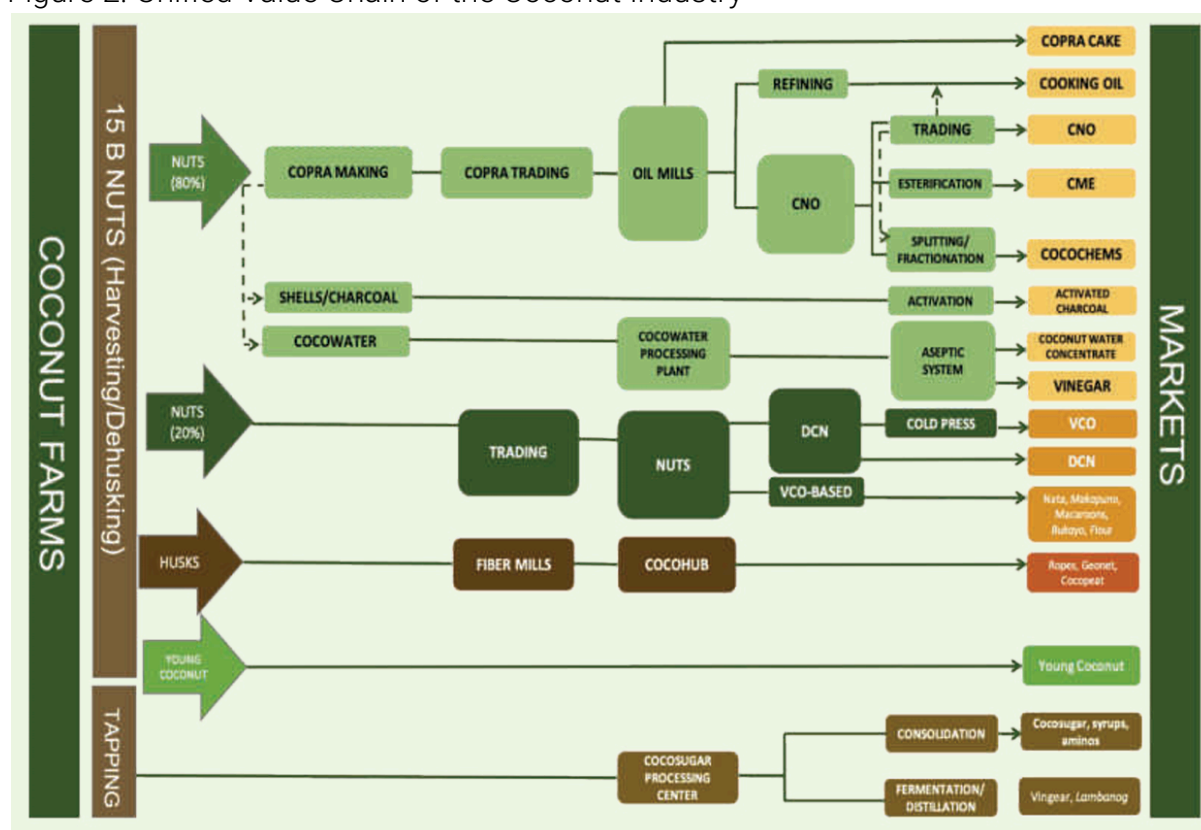 Figure 2. Unified Value Chain of the Coconut Industry
COCONUT FARMS
15 B NUTS (Harvesting/Dehusking)
TAPPING
MARKETS
NUTS
(80%)
COPRA MAKING
COPRA TRADING
OIL MILLS
REFINING
CNO
TRADING
ESTERIFICATION
SPUTTING/
FRACTIONATION
COPRA CAKE
COOKING OIL
CNO
CME
COCOCHEMS
SHELLS/CHARCOAL
ACTIVATION
ACTIVATED
CHARCOAL
COCOWATER
COCOWATER
PROCESSING
PLANT
ASEPTIC
SYSTEM
COCONUT WATER
CONCENTRATE
VINEGAR
NUTS
(20%)
TRADING
NUTS
DCN
COLD PRESS
VCO
DCN
VCO-BASED
Nata, Makapuno,
Macaroons,
Bukayo, Flour
HUSKS
FIBER MILLS
COCOHUB
Ropes, Geonet,
Cocopeat
YOUNG
COCONUT
Young Coconut
COCOSUGAR
PROCESSING
CENTER
CONSOLIDATION
Cocosugar, syrups,
aminos
FERMENTATION/
DISTILLATION
Vingear, Lambanog